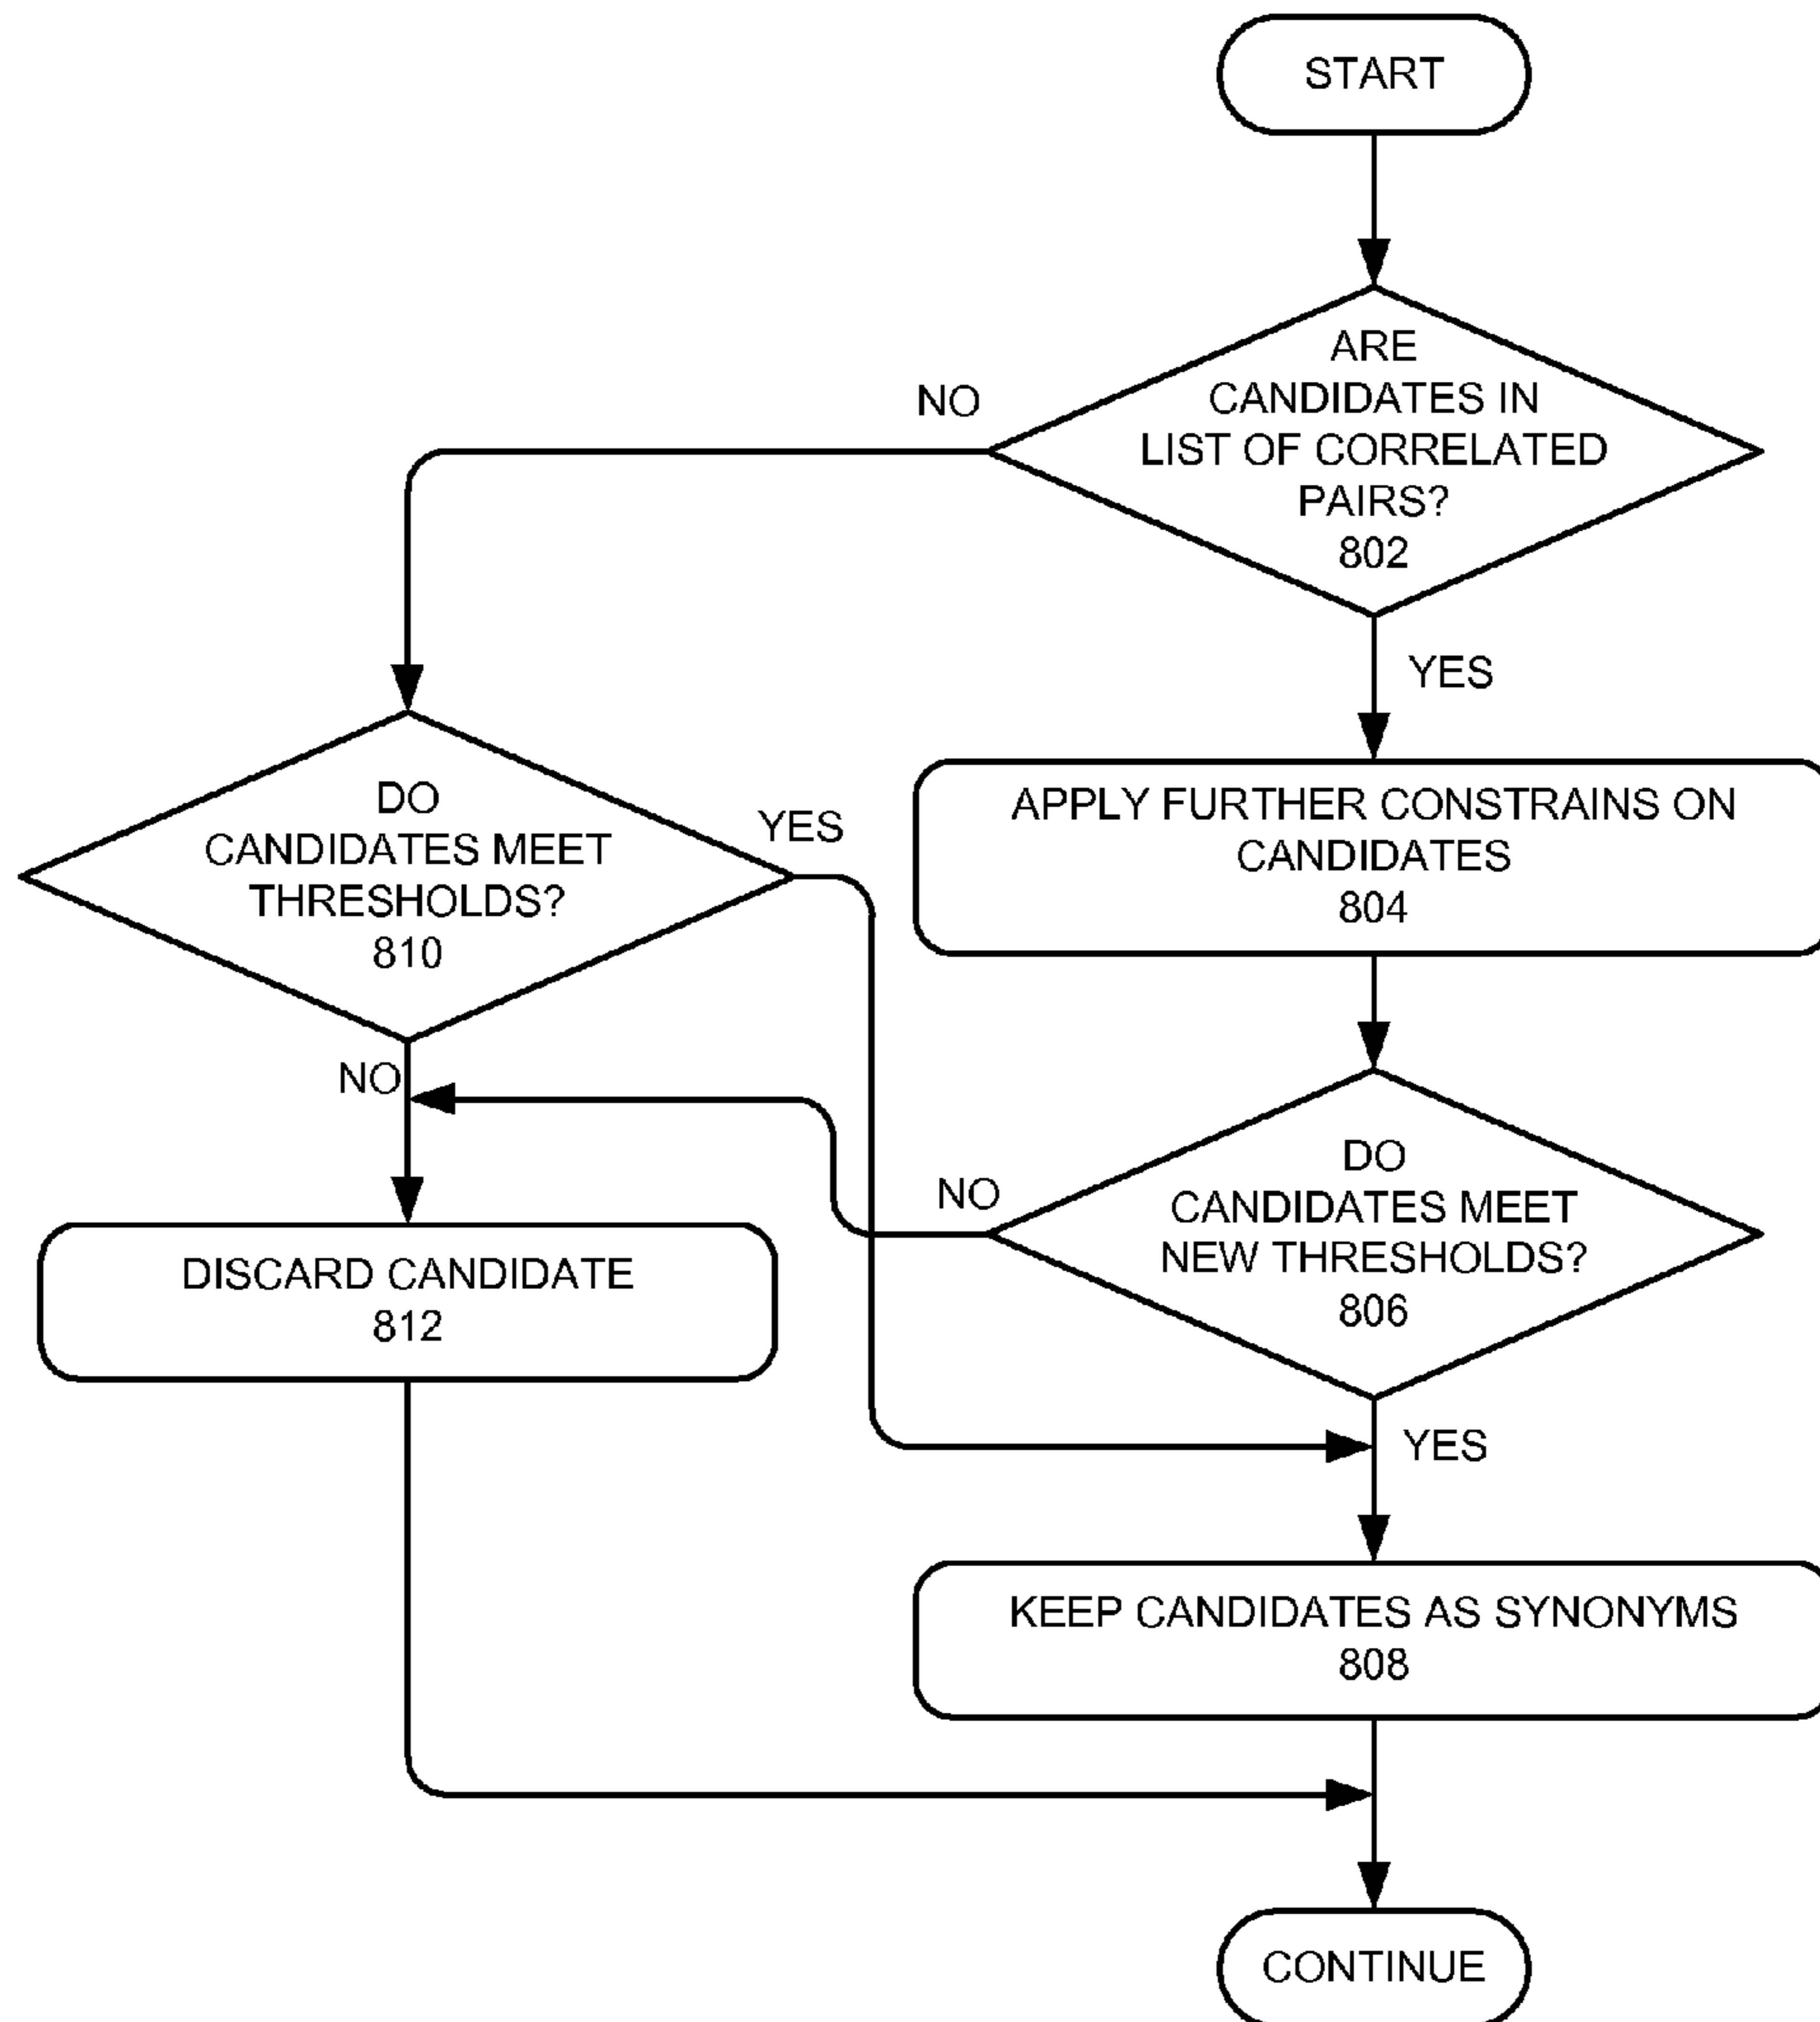 START
ARE
CANDIDATES IN
LIST OF CORRELATED
PAIRS?
802
NO
YES
DO
CANDIDATES MEET
THRESHOLDS?
810
YES
NO
APPLY FURTHER CONSTRAINS ON
CANDIDATES
804
DO
CANDIDATES MEET
NEW THRESHOLDS?
806
NO
YES
DISCARD CANDIDATE
812
KEEP CANDIDATES AS SYNONYMS
808
CONTINUE